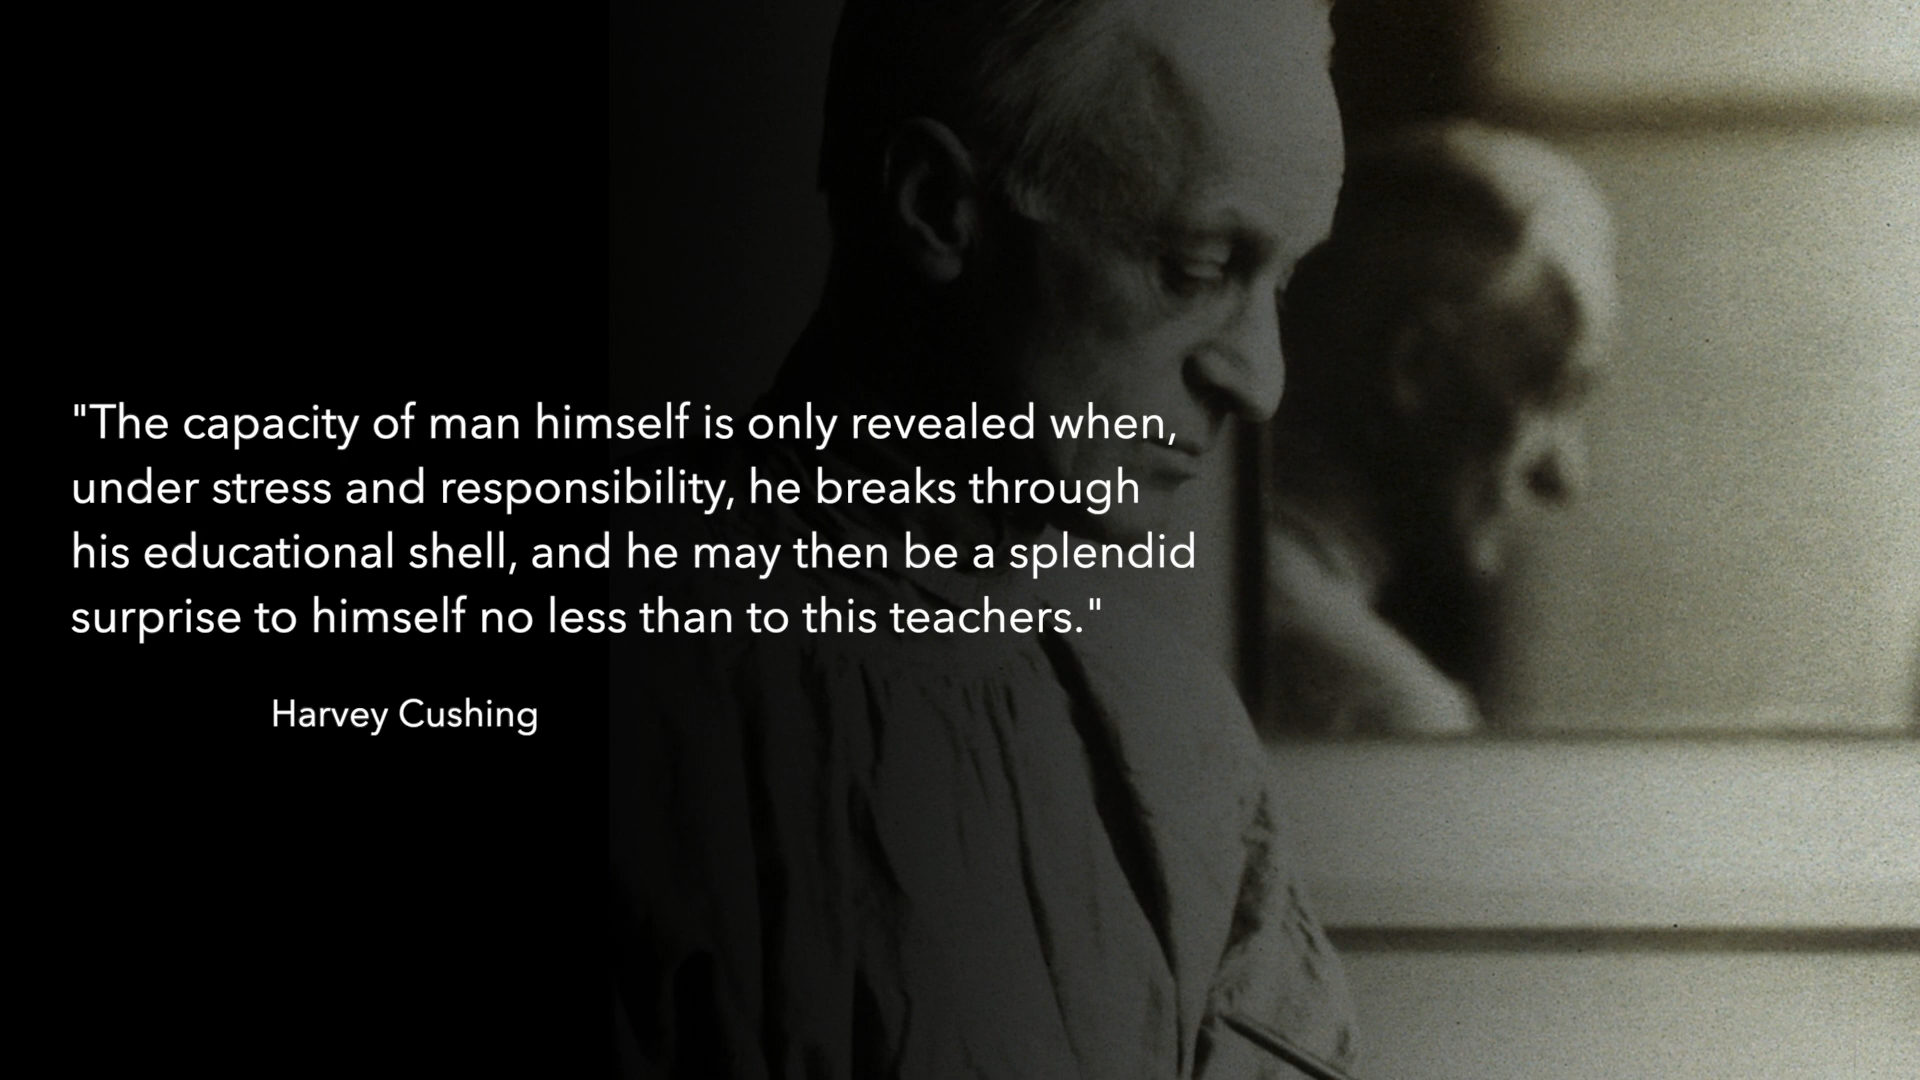 "The capacity of man himself is only revealed when,
under stress and responsibility, he breaks through
his educational shell, and he may then be a splendid
surprise to himself no less than to this teachers."
Harvey Cushing